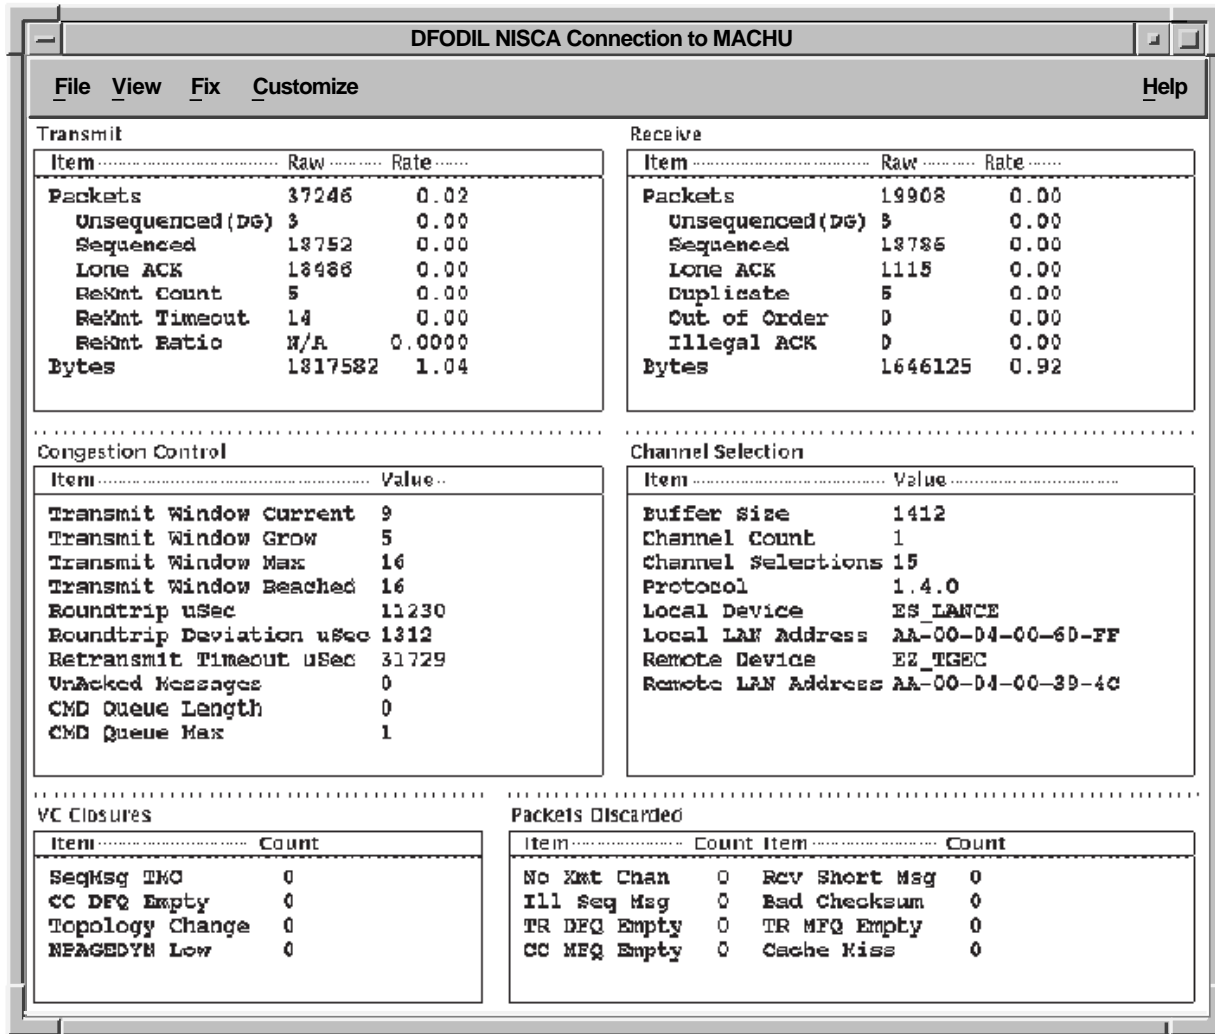 DFODIL NISCA Connection to MACHU
File View Fix Customize Help
Transmit
Item Raw Rate
Packets 37246 0.02
Unsequenced(DG) 3 0.00
Sequenced 18752 0.00
Lone ACK 18486 0.00
ReXmt Count 5 0.00
ReXmt Timeout 14 0.00
ReXmt Ratio N/A 0.0000
Bytes 1817582 1.04
Receive
Item Raw Rate
Packets 19908 0.00
Unsequenced(DG) 0.00
Sequenced 18786 0.00
Lone ACK 1115 0.00
Duplicate 0.00
Out of Order 0 0.00
Illegal ACK 0 0.00
Bytes 1646125 0.92
Congestion Control
Item Value
Transmit Window Current 9
Transmit Window Grow 5
Transmit Window Max 16
Transmit Window Reached 16
Roundtrip uSec 11230
Roundtrip Deviation uSec 1312
Retransmit Timeout uSec 31729
UnAcked Messages 0
CMD Queue Length 0
CMD Queue Max 1
Channel Selection
Item Value
Buffer Size 1412
Channel Count 1
Channel Selections 15
Protocol 1.4.0
Local Device ES_LANCE
Local LAN Address AA-00-04-00-6D-FF
Remote Device EZ_TGEC
Remote LAN Address AA-00-04-00-39-4C
VC Closures
Item Count
SeqMsg TMO 0
CC DFQ Empty 0
Topology Change 0
NPAGEDYN Low 0
Packets Discarded
Item Count Item Count
No Xmt Chan 0 Rcv Short Msg 0
Ill Seq Msg 0 Bad Checksum 0
TR DFQ Empty 0 TR MFQ Empty 0
CC MFQ Empty 0 Cache Miss 0